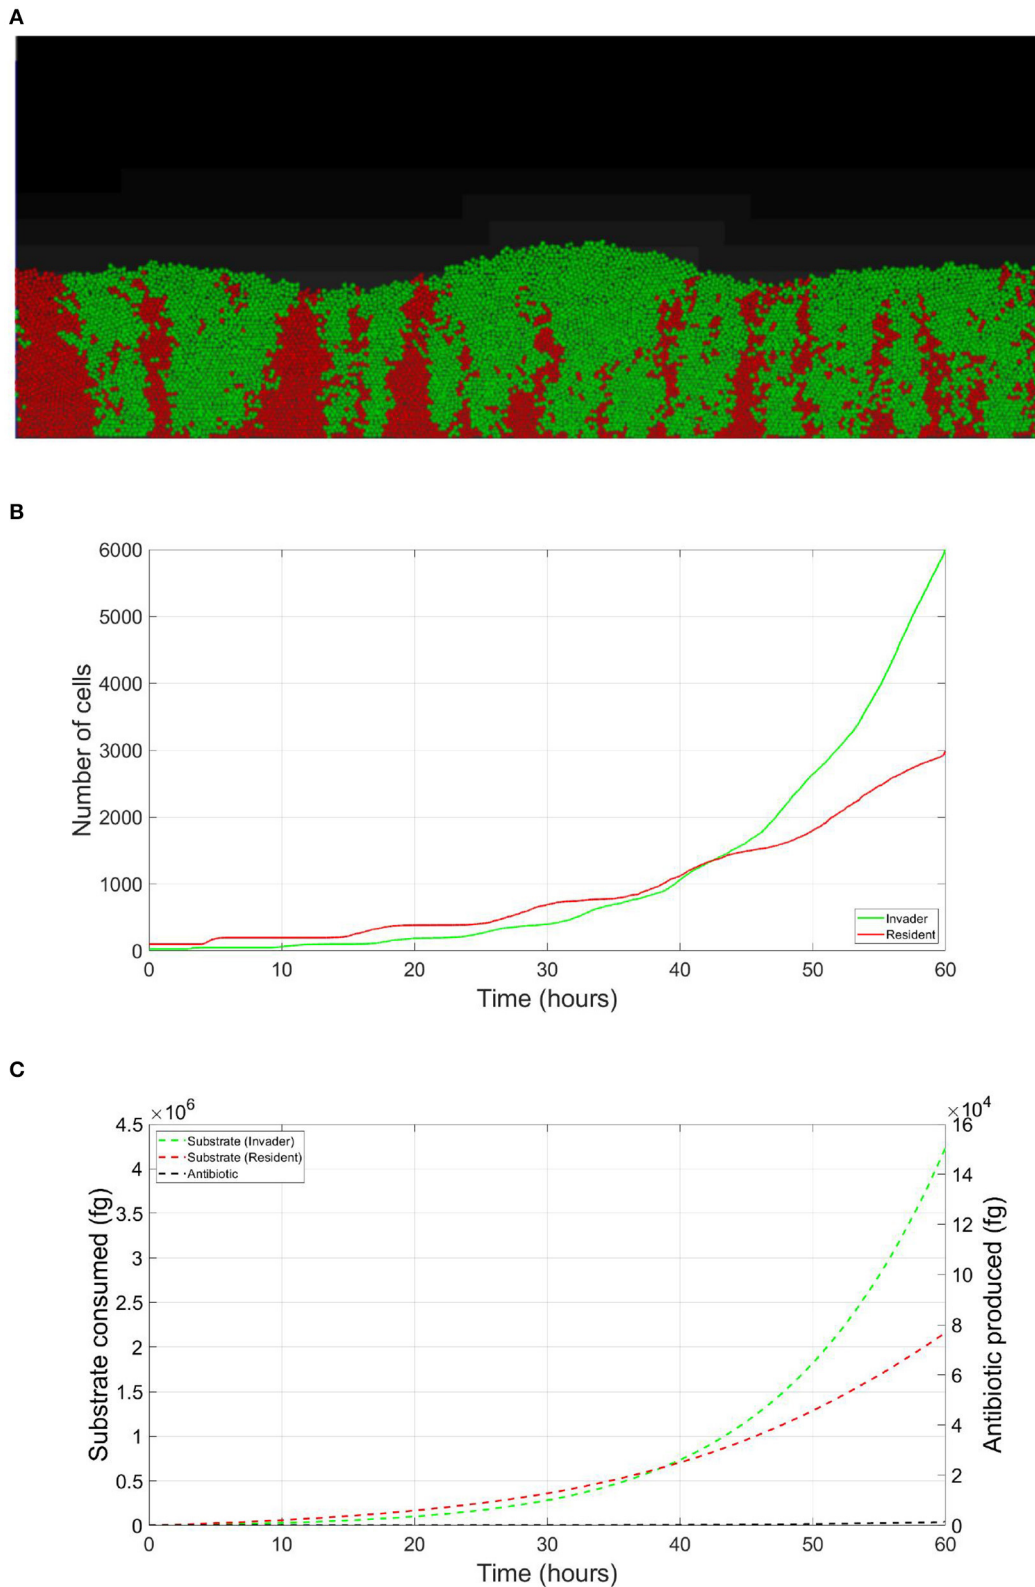 A
B
6000
5000
4000
3000
2000
1000
0
Number of cells
0 10 20 30 40 50 60
Time (hours)
Invader
Resident
C
×10^6
×10^4
4.5
4
3.5
3
2.5
2
1.5
1
0.5
0
Substrate consumed (fg)
Substrate (Invader)
Substrate (Resident)
Antibiotic
16
14
12
10
8
6
4
2
0
Antibiotic produced (fg)
0 10 20 30 40 50 60
Time (hours)